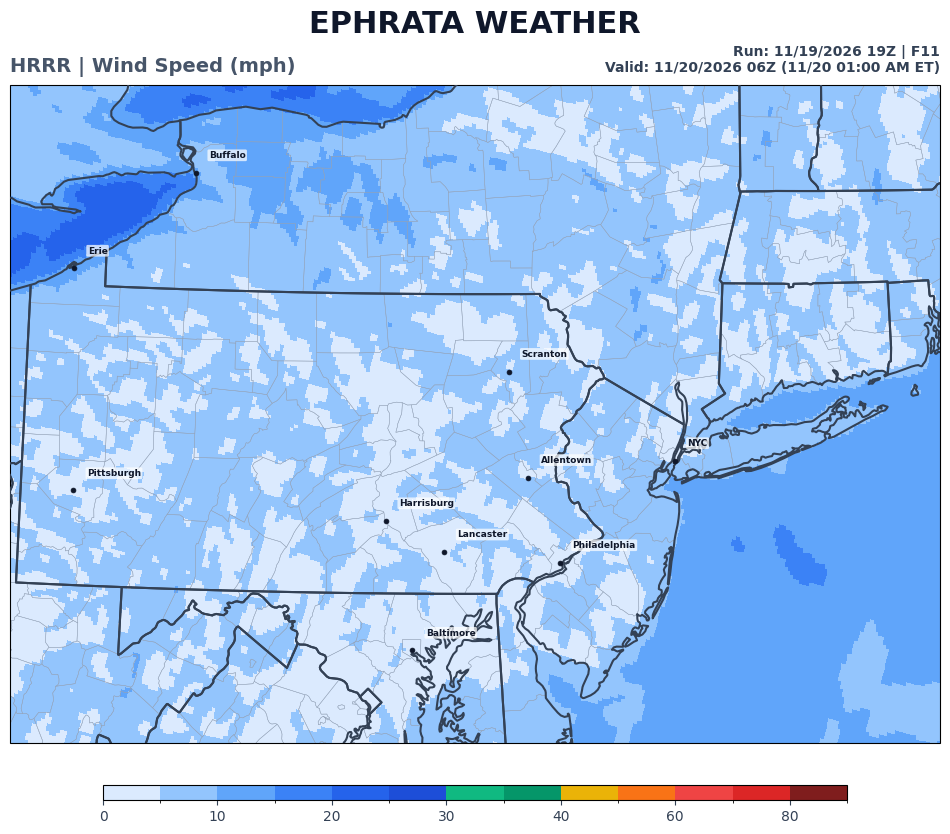 EPHRATA WEATHER
HRRR | Wind Speed (mph)
Run: 11/19/2026 19Z | F11
Valid: 11/20/2026 06Z (11/20 01:00 AM ET)
Buffalo
Erie
Scranton
NYC
Allentown
Pittsburgh
Harrisburg
Lancaster
Philadelphia
Baltimore
0 10 20 30 40 50 60 70 80